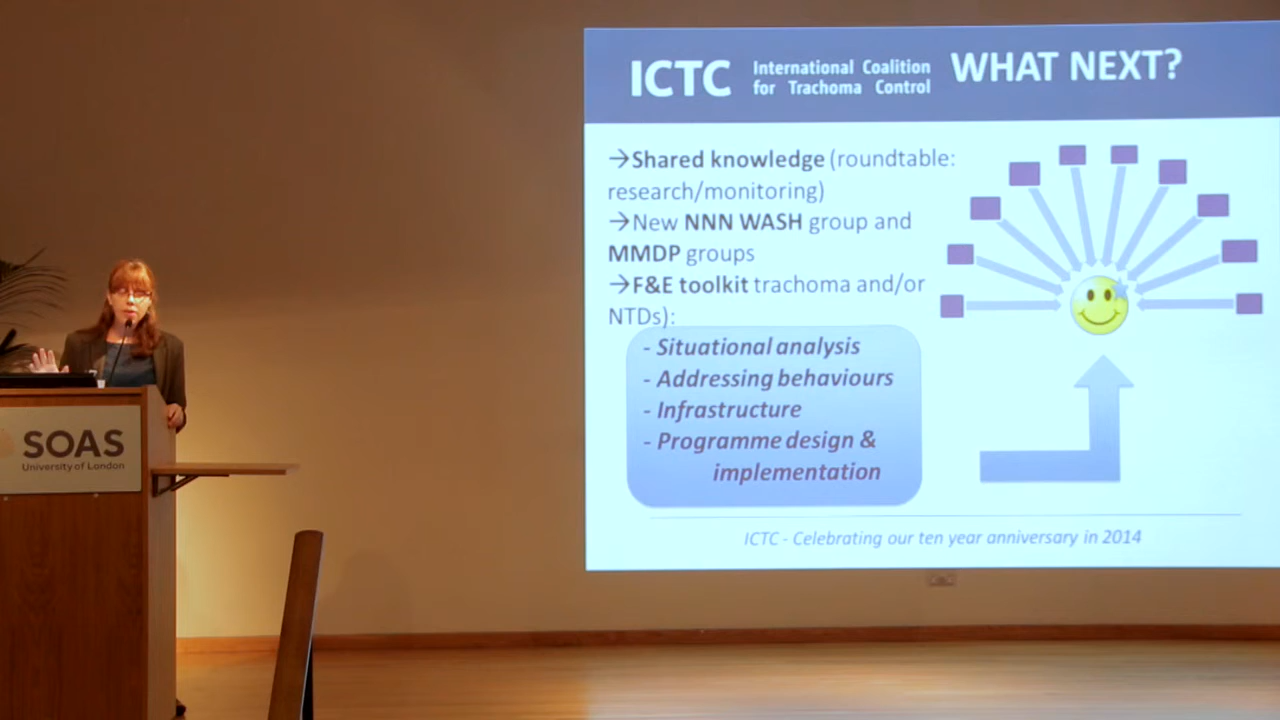 ICTC International Coalition for Trachoma Control WHAT NEXT?
→Shared knowledge (roundtable:
research/monitoring)
→New NNN WASH group and
MMDP groups
→F&E toolkit trachoma and/or
NTDs):
- Situational analysis
- Addressing behaviours
- Infrastructure
- Programme design &
implementation
ICTC - Celebrating our ten year anniversary in 2014
SOAS
University of London